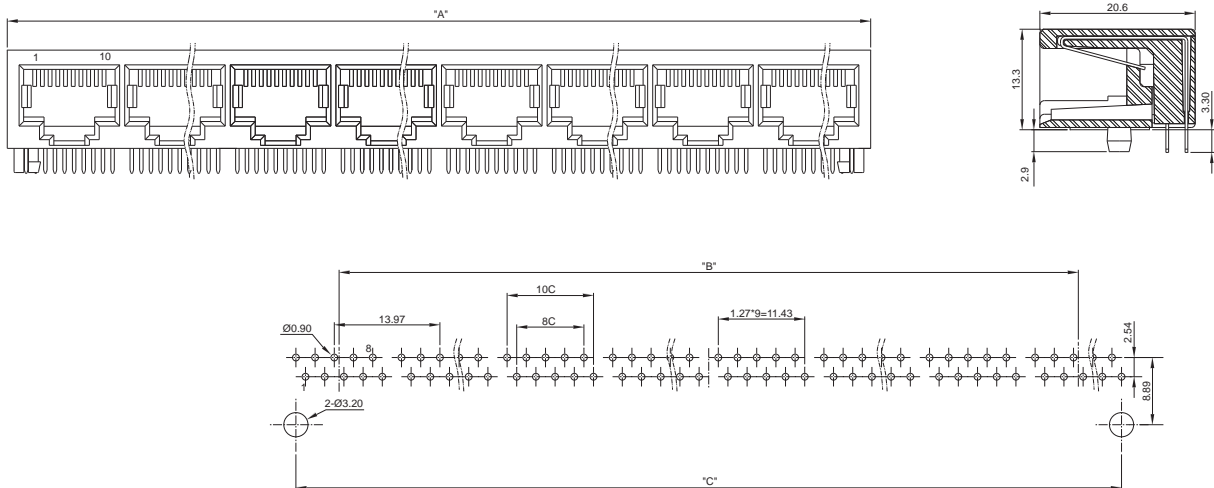 "A"
1 10
20.6
13.3
3.30
2.9
"B"
10C
13.97
1.27*9=11.43
8C
Ø0.90
2.54
8
1
8.89
2-Ø3.20
"C"